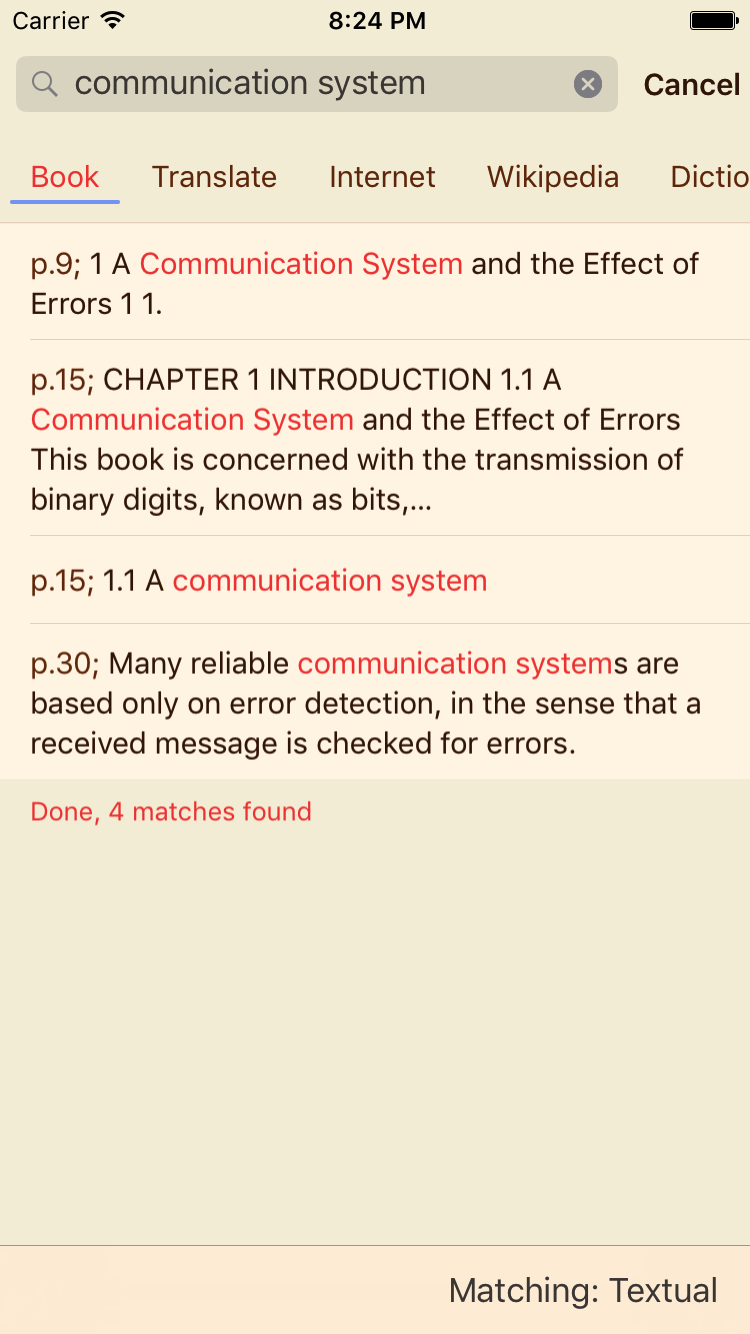 Carrier 8:24 PM
communication system Cancel
Book Translate Internet Wikipedia Dictio
p.9; 1 A Communication System and the Effect of
Errors 1 1.
p.15; CHAPTER 1 INTRODUCTION 1.1 A
Communication System and the Effect of Errors
This book is concerned with the transmission of
binary digits, known as bits,...
p.15; 1.1 A communication system
p.30; Many reliable communication systems are
based only on error detection, in the sense that a
received message is checked for errors.
Done, 4 matches found
Matching: Textual